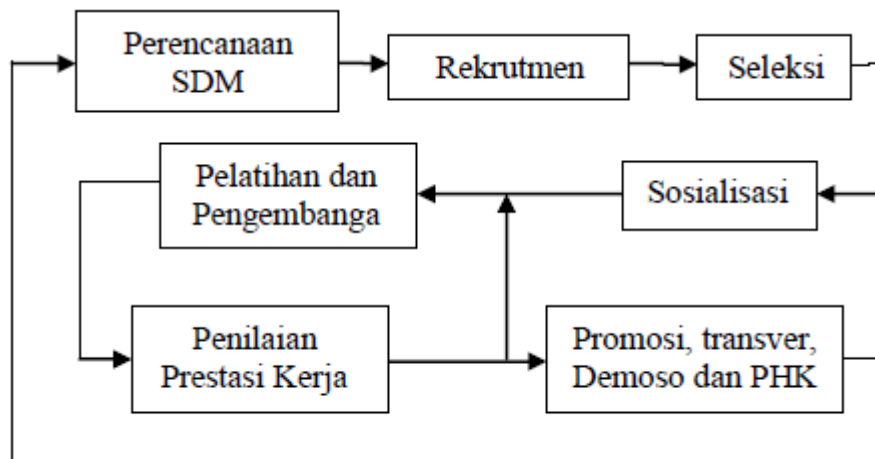 Perencanaan
SDM
Rekrutmen
Seleksi
Pelatihan dan
Pengembanga
Sosialisasi
Penilaian
Prestasi Kerja
Promosi, transver,
Demoso dan PHK